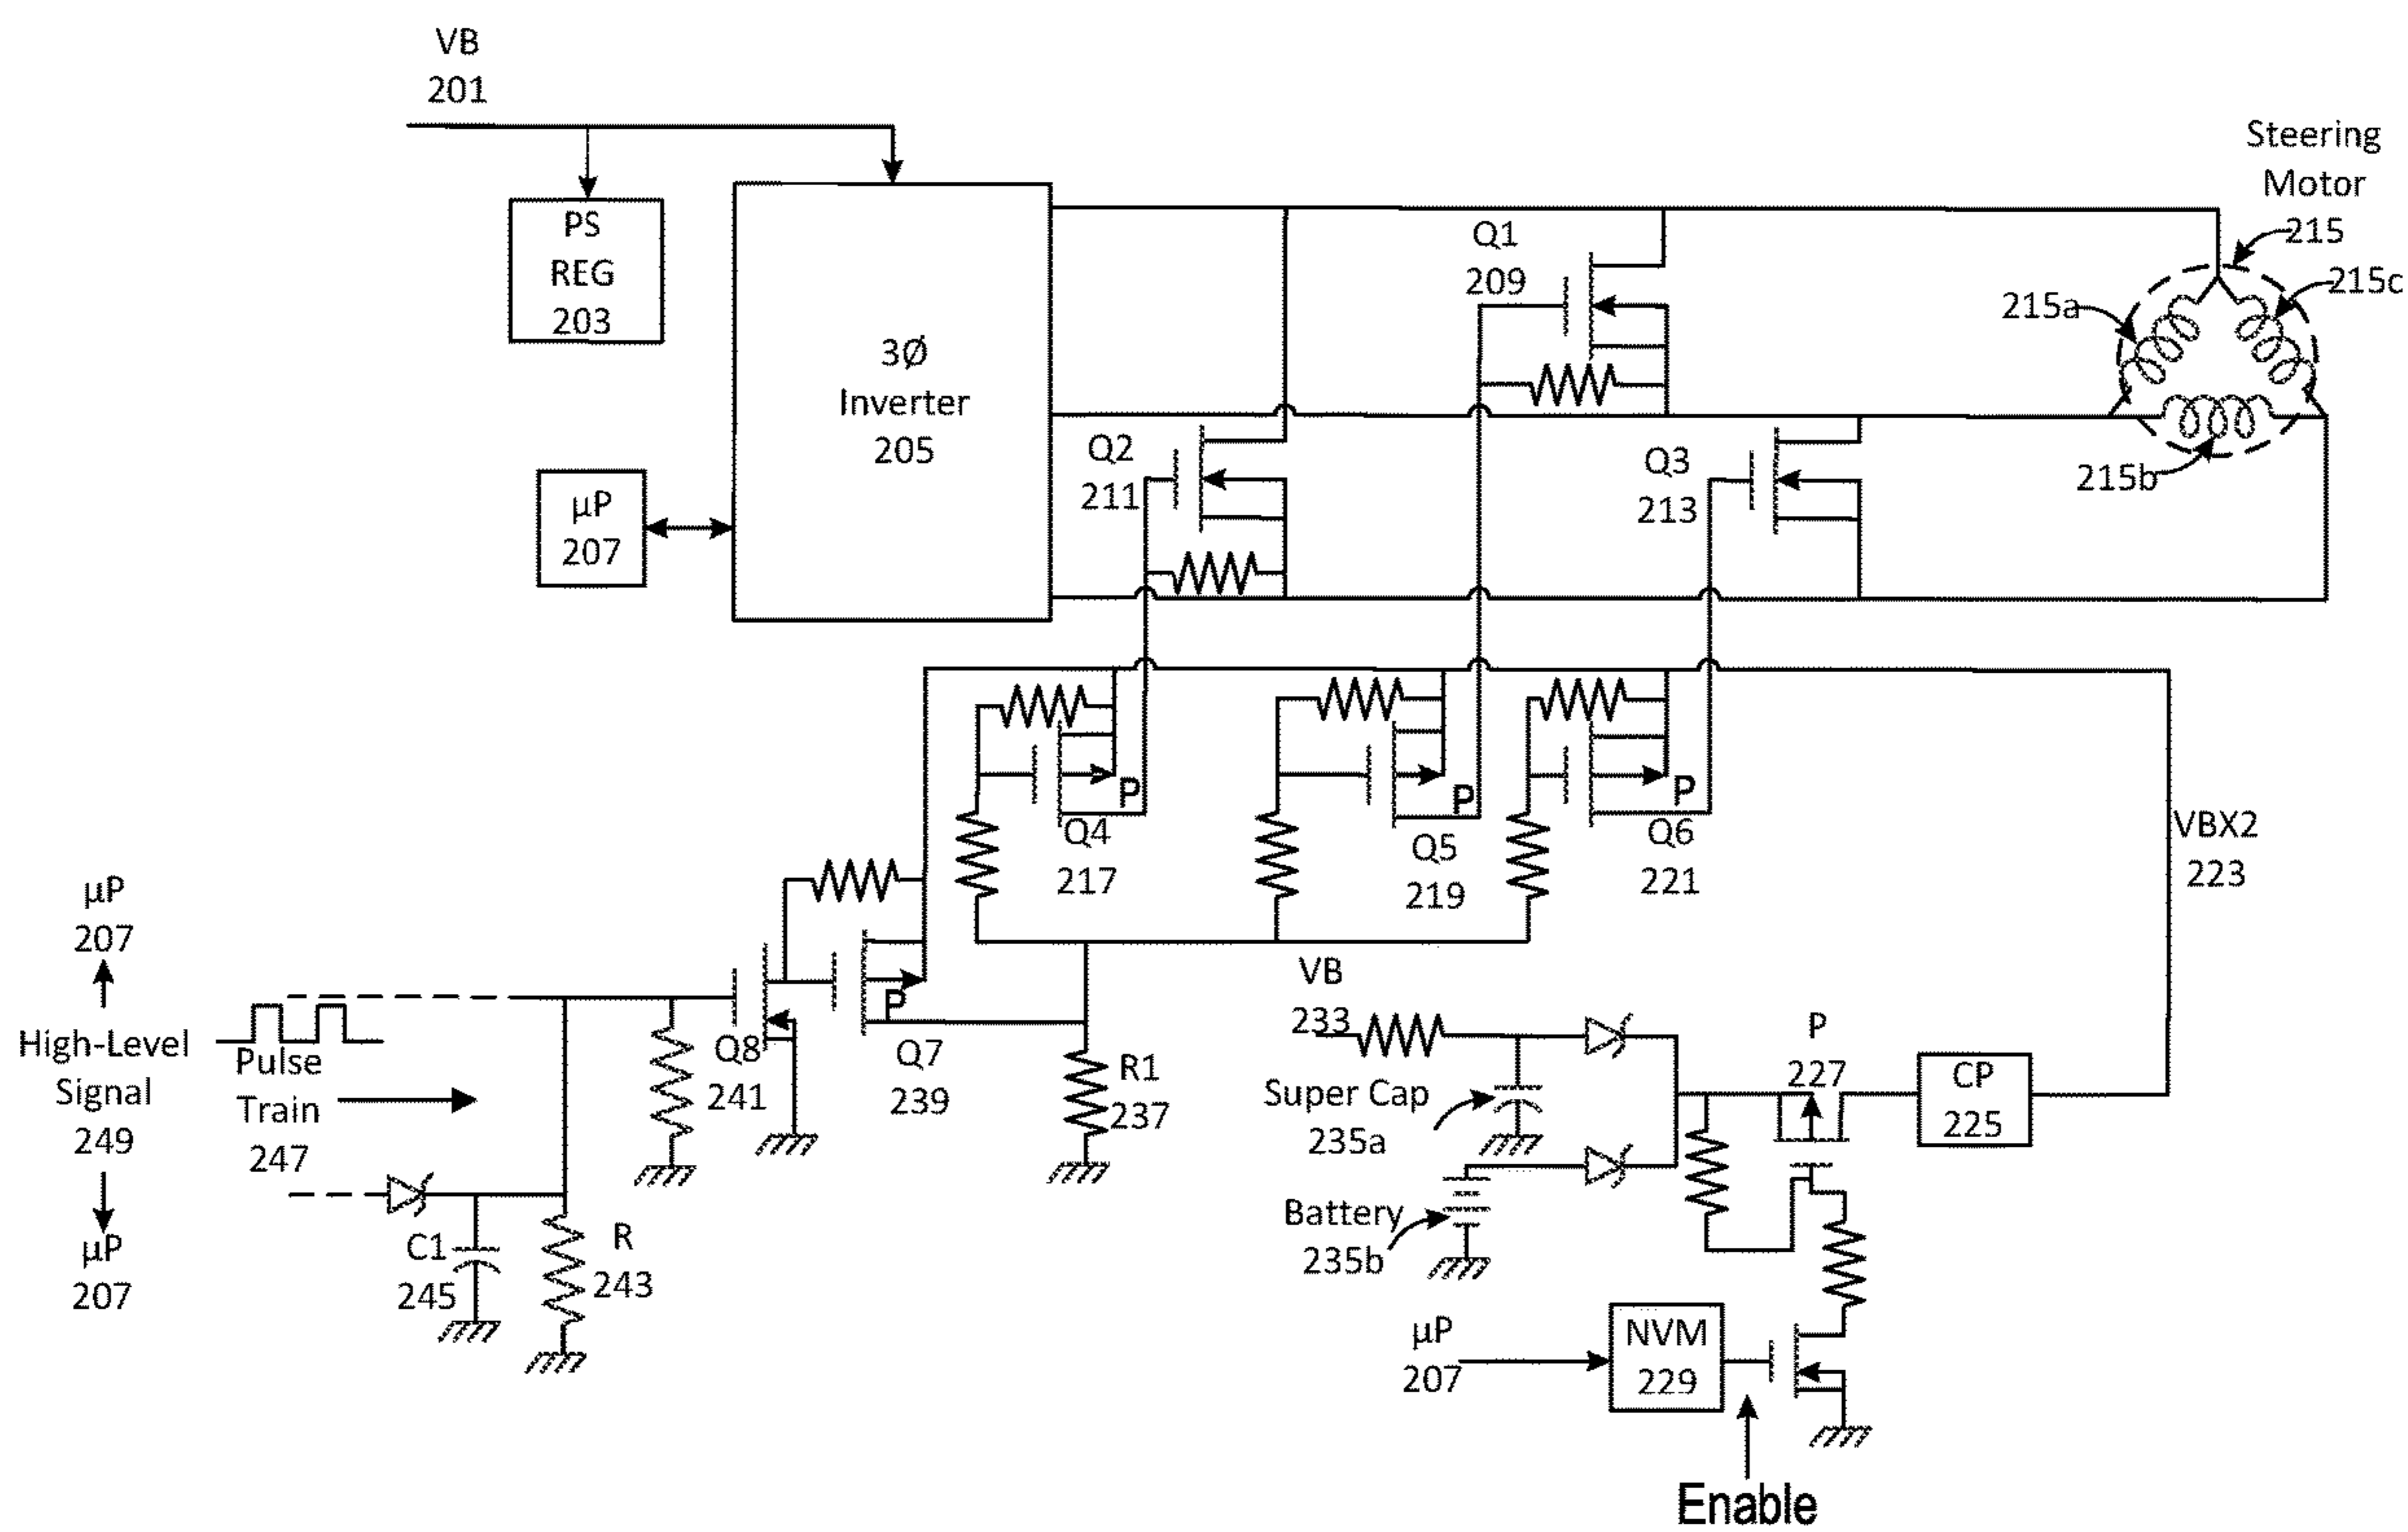 VB
201
Steering
Motor
215
215c
215a
215b
PS
REG
203
3Ø
Inverter
205
µP
207
Q1
209
Q2
211
Q3
213
P
Q4
217
P
Q5
219
P
Q6
221
VBX2
223
µP
207
High-Level
Signal
249
µP
207
Pulse
Train
247
C1
245
R
243
Q8
241
P
Q7
239
R1
237
VB
233
Super Cap
235a
Battery
235b
P
227
CP
225
µP
207
NVM
229
Enable